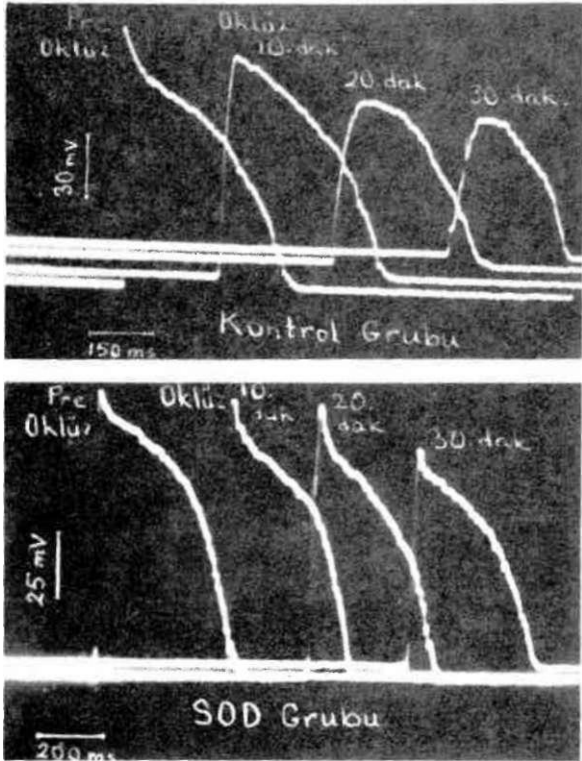 Pre
Oklüz
Oklüz
10. dak
20. dak
30. dak.
30 mV
150 ms
Kontrol Grubu
Pre
Oklüz
Oklüz 10.
dak
20.
dak
30. dak
25 mV
200 ms
SOD Grubu